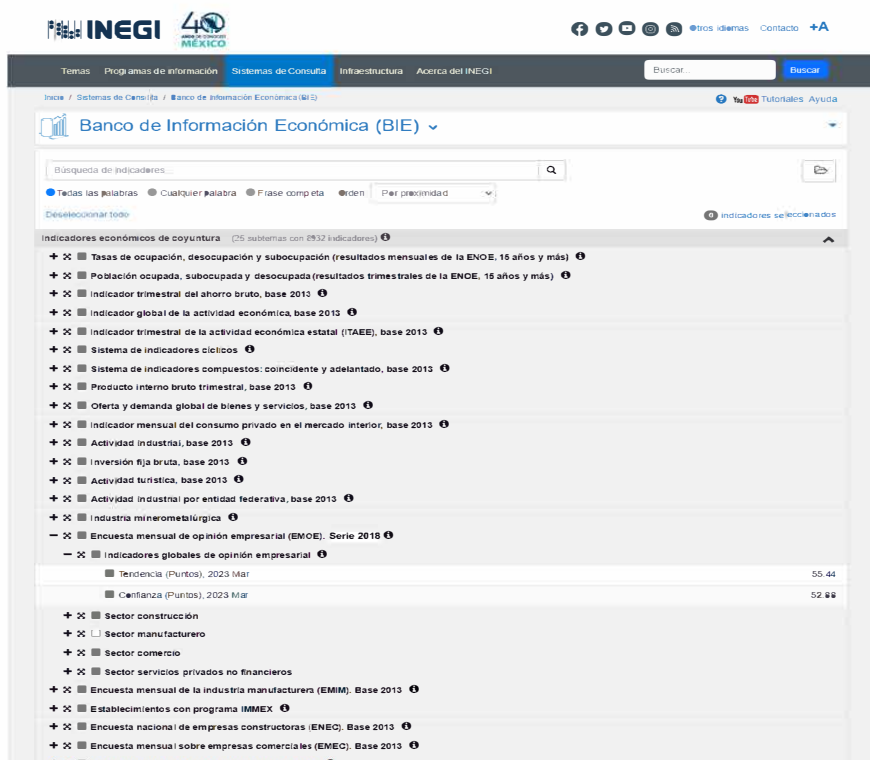 INEGI 40 AÑOS DE CONOCER MÉXICO Otros idiomas Contacto +A
Temas Programas de información Sistemas de Consulta Infraestructura Acerca del INEGI Buscar... Buscar
Inicio / Sistemas de Consulta / Banco de Información Económica (BIE) YouTube Tutoriales Ayuda
Banco de Información Económica (BIE)
Búsqueda de indicadores...
Todas las palabras Cualquier palabra Frase completa Orden Por proximidad
Deseleccionar todo 0 indicadores seleccionados
Indicadores económicos de coyuntura (25 subtemas con 8932 indicadores)
Tasas de ocupación, desocupación y subocupación (resultados mensuales de la ENOE, 15 años y más)
Población ocupada, subocupada y desocupada (resultados trimestrales de la ENOE, 15 años y más)
Indicador trimestral del ahorro bruto, base 2013
Indicador global de la actividad económica, base 2013
Indicador trimestral de la actividad económica estatal (ITAEE), base 2013
Sistema de indicadores cíclicos
Sistema de indicadores compuestos: coincidente y adelantado, base 2013
Producto interno bruto trimestral, base 2013
Oferta y demanda global de bienes y servicios, base 2013
Indicador mensual del consumo privado en el mercado interior, base 2013
Actividad industrial, base 2013
Inversión fija bruta, base 2013
Actividad turística, base 2013
Actividad industrial por entidad federativa, base 2013
Industria minerometalúrgica
Encuesta mensual de opinión empresarial (EMOE). Serie 2018
Indicadores globales de opinión empresarial
Tendencia (Puntos), 2023 Mar 55.44
Confianza (Puntos), 2023 Mar
Sector construcción
Sector manufacturero
Sector comercio
Sector servicios privados no financieros
Encuesta mensual de la industria manufacturera (EMIM). Base 2013
Establecimientos con programa IMMEX
Encuesta nacional de empresas constructoras (ENEC). Base 2013
Encuesta mensual sobre empresas comerciales (EMEC). Base 2013